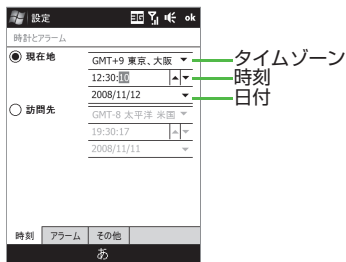 設定 3G ok
時計とアラーム
現在地
GMT+9 東京、大阪
12:30:10
2008/11/12
訪問先
GMT-8 太平洋 米国
19:30:17
2008/11/11
時刻 アラーム その他
あ
タイムゾーン
時刻
日付